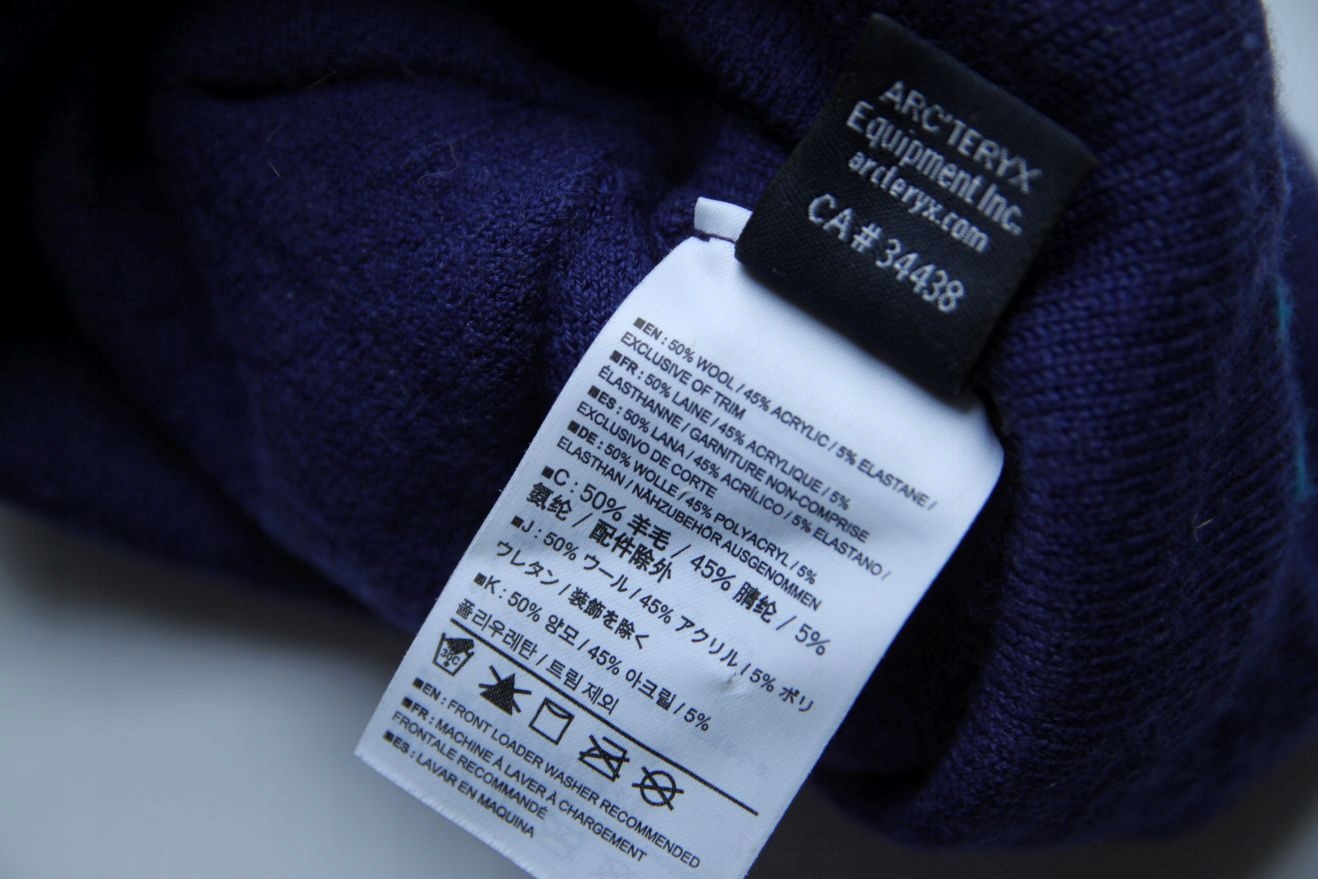 ARC'TERYX
Equipment Inc.
arcteryx.com
CA# 34438
■EN : 50% WOOL / 45% ACRYLIC / 5% ELASTANE /
EXCLUSIVE OF TRIM
■FR : 50% LAINE / 45% ACRYLIQUE / 5%
ÉLASTHANNE / GARNITURE NON-COMPRISE
■ES : 50% LANA / 45% ACRÍLICO / 5% ELASTANO /
EXCLUSIVO DE CORTE
■DE : 50% WOLLE / 45% POLYACRYL / 5%
ELASTHAN / NÄHZUBEHÖR AUSGENOMMEN
■C : 50% 羊毛 / 45% 腈纶 / 5%
氨纶 / 配件除外
■J : 50% ウール / 45% アクリル / 5% ポリ
ウレタン / 装飾を除く
■K : 50% 양모 / 45% 아크릴 / 5%
폴리우레탄 / 트림 제외
30C
■EN : FRONT LOADER WASHER RECOMMENDED
■FR : MACHINE À LAVER À CHARGEMENT
FRONTALE RECOMMANDÉ
■ES : LAVAR EN MAQUINA